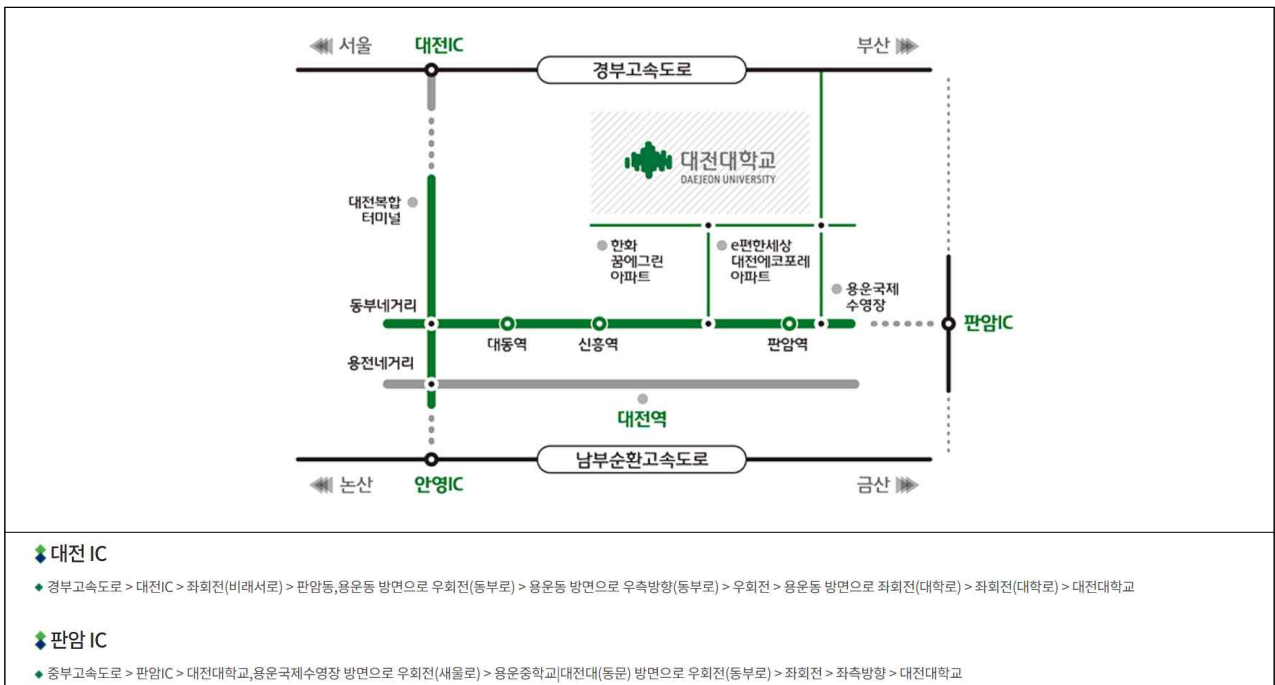 서울
대전IC
부산
경부고속도로
대전대학교
DAEJEON UNIVERSITY
대전복합
터미널
한화
꿈에그린
아파트
e편한세상
대전에코포레
아파트
용운국제
수영장
동부네거리
판암IC
대동역
신흥역
판암역
용전네거리
대전역
남부순환고속도로
논산
안영IC
금산
대전 IC
경부고속도로 > 대전IC > 좌회전(비래서로) > 판암동,용운동 방면으로 우회전(동부로) > 용운동 방면으로 우측방향(동부로) > 우회전 > 용운동 방면으로 좌회전(대학로) > 좌회전(대학로) > 대전대학교
판암 IC
중부고속도로 > 판암IC > 대전대학교,용운국제수영장 방면으로 우회전(새울로) > 용운중학교|대전대(동문) 방면으로 우회전(동부로) > 좌회전 > 좌측방향 > 대전대학교